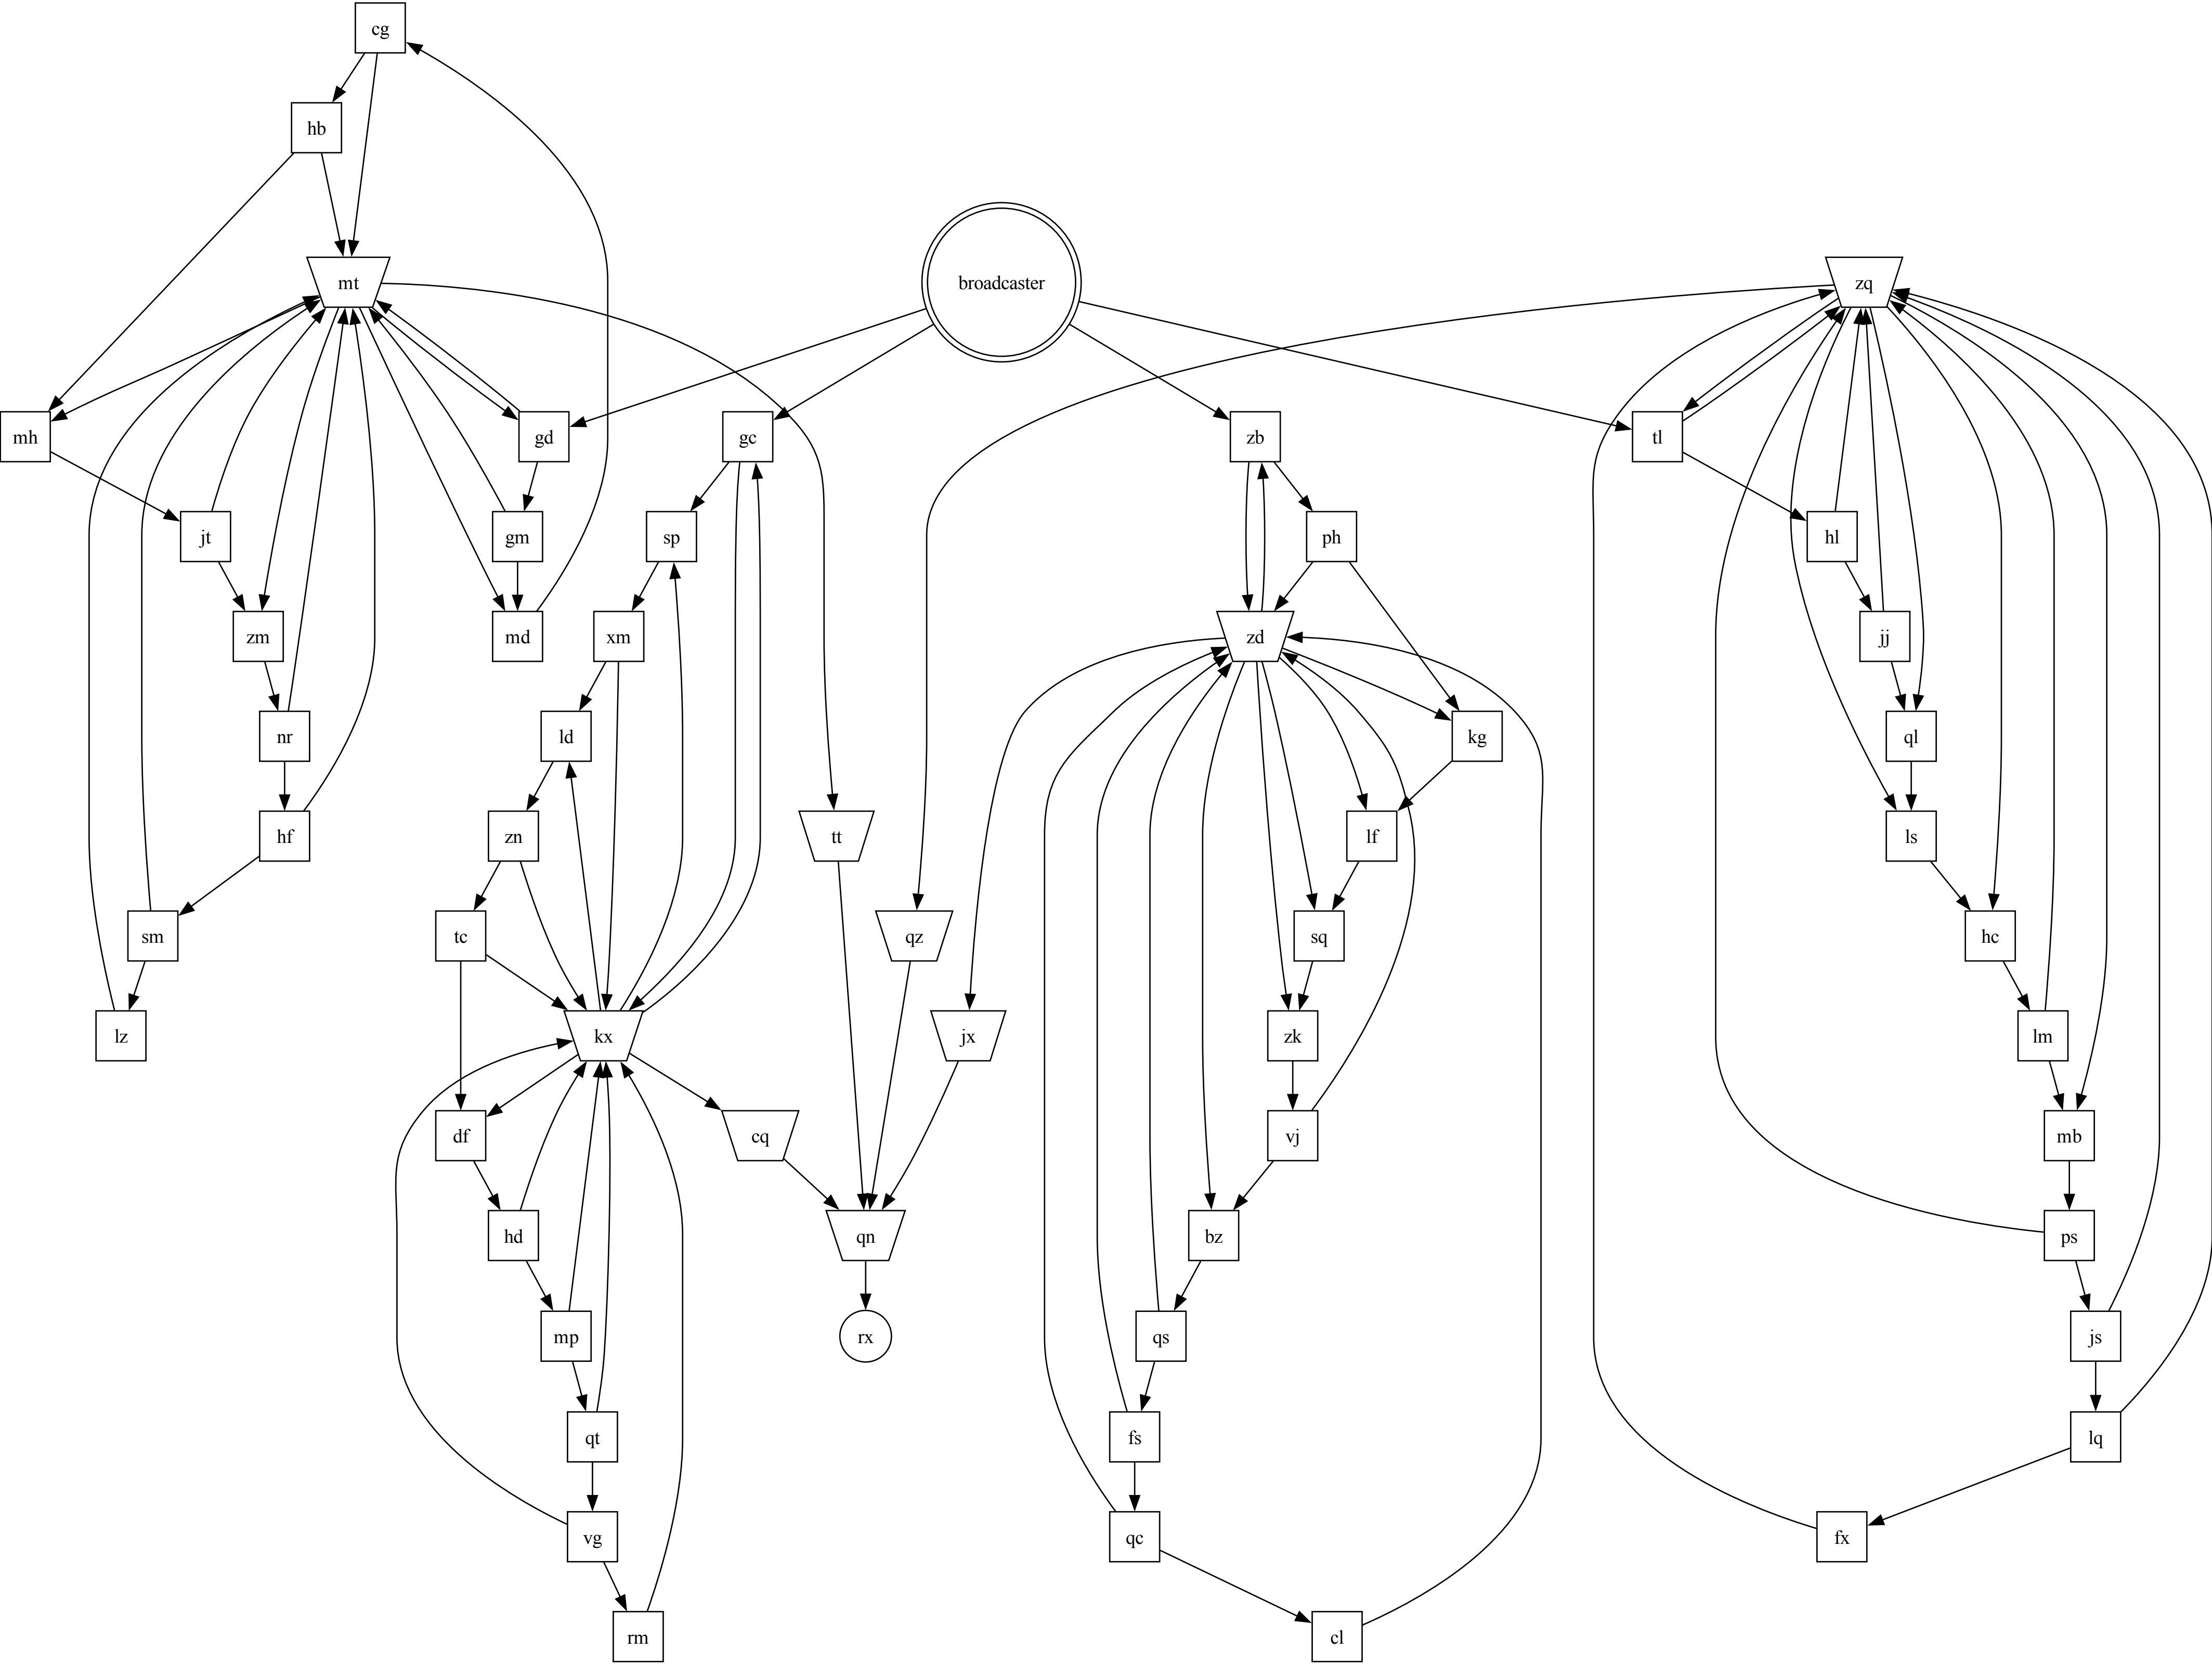 cg
hb
mt
broadcaster
zq
mh
gd
gc
zb
tl
jt
gm
sp
ph
hl
zm
md
xm
zd
jj
nr
ld
kg
ql
hf
zn
tt
lf
ls
sm
tc
qz
sq
hc
lz
kx
jx
zk
lm
df
cq
vj
mb
hd
qn
bz
ps
mp
rx
qs
js
qt
fs
lq
vg
qc
fx
rm
cl